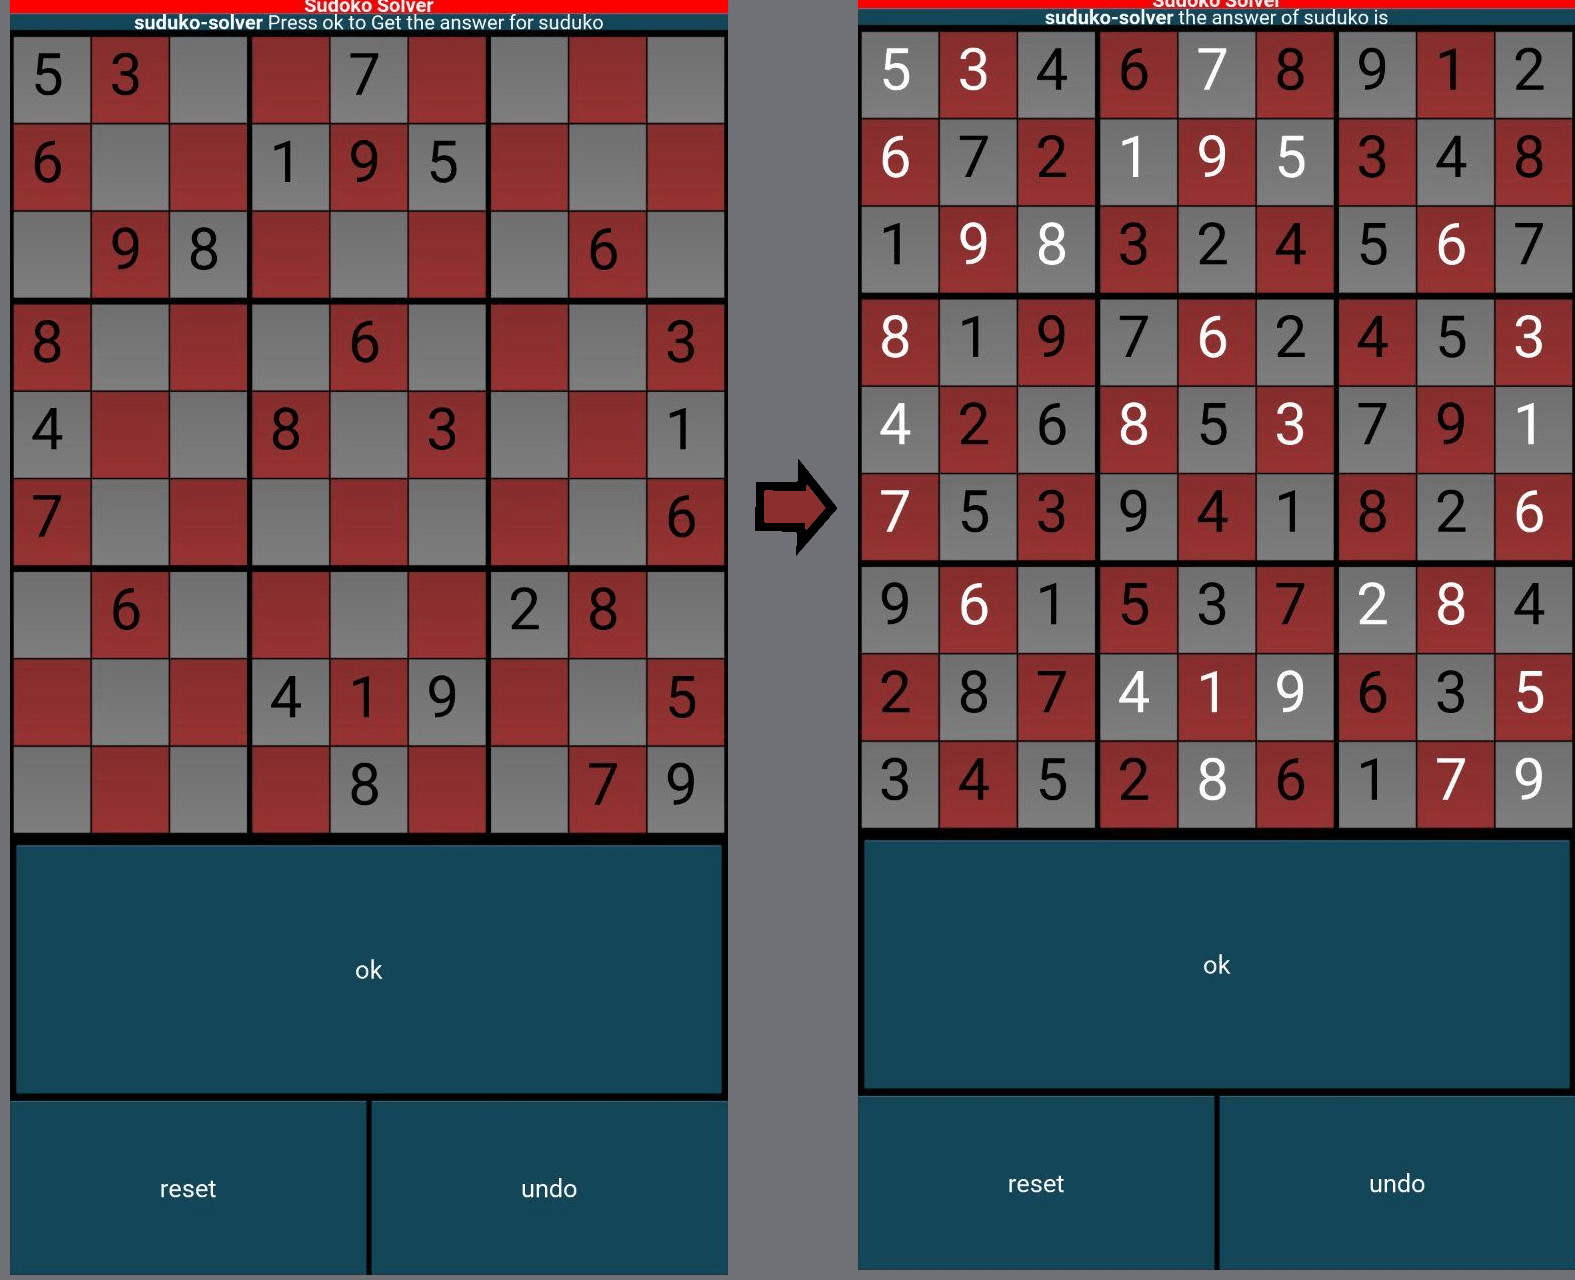 Sudoko Solver
suduko-solver Press ok to Get the answer for suduko
5 3 7
6 1 9 5
9 8 6
8 6 3
4 8 3 1
7 6
6 2 8
4 1 9 5
8 7 9
ok
reset undo
Sudoko Solver
suduko-solver the answer of suduko is
5 3 4 6 7 8 9 1 2
6 7 2 1 9 5 3 4 8
1 9 8 3 2 4 5 6 7
8 1 9 7 6 2 4 5 3
4 2 6 8 5 3 7 9 1
7 5 3 9 4 1 8 2 6
9 6 1 5 3 7 2 8 4
2 8 7 4 1 9 6 3 5
3 4 5 2 8 6 1 7 9
ok
reset undo